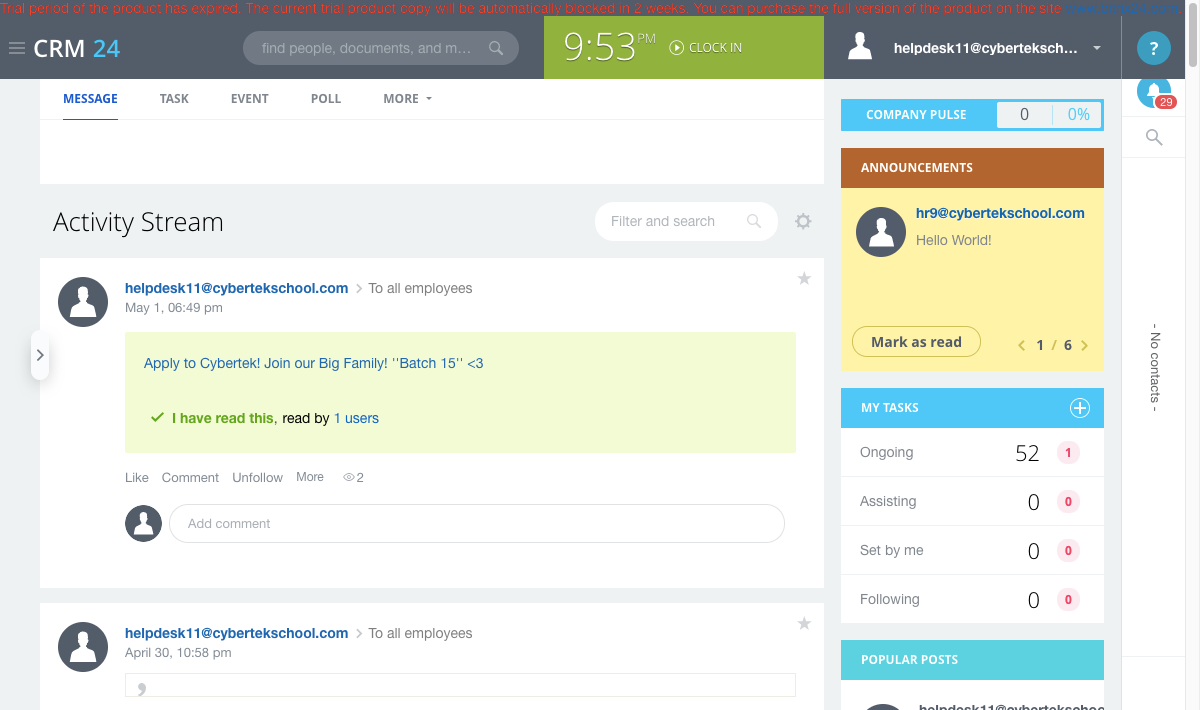 Trial period of the product has expired. The current trial product copy will be automatically blocked in 2 weeks. You can purchase the full version of the product on the site
CRM 24
find people, documents, and m...
9:53 PM
CLOCK IN
helpdesk11@cyberteksch...
?
29
MESSAGE TASK EVENT POLL MORE
COMPANY PULSE 0 0%
ANNOUNCEMENTS
hr9@cybertekschool.com
Hello World!
Mark as read
1 / 6
Activity Stream
Filter and search
helpdesk11@cybertekschool.com To all employees
May 1, 06:49 pm
Apply to Cybertek! Join our Big Family! ''Batch 15'' <3
I have read this, read by 1 users
Like Comment Unfollow More 2
Add comment
helpdesk11@cybertekschool.com To all employees
April 30, 10:58 pm
MY TASKS
Ongoing 52 1
Assisting 0 0
Set by me 0 0
Following 0 0
POPULAR POSTS
helpdesk11@cybertekschoo
- No contacts -